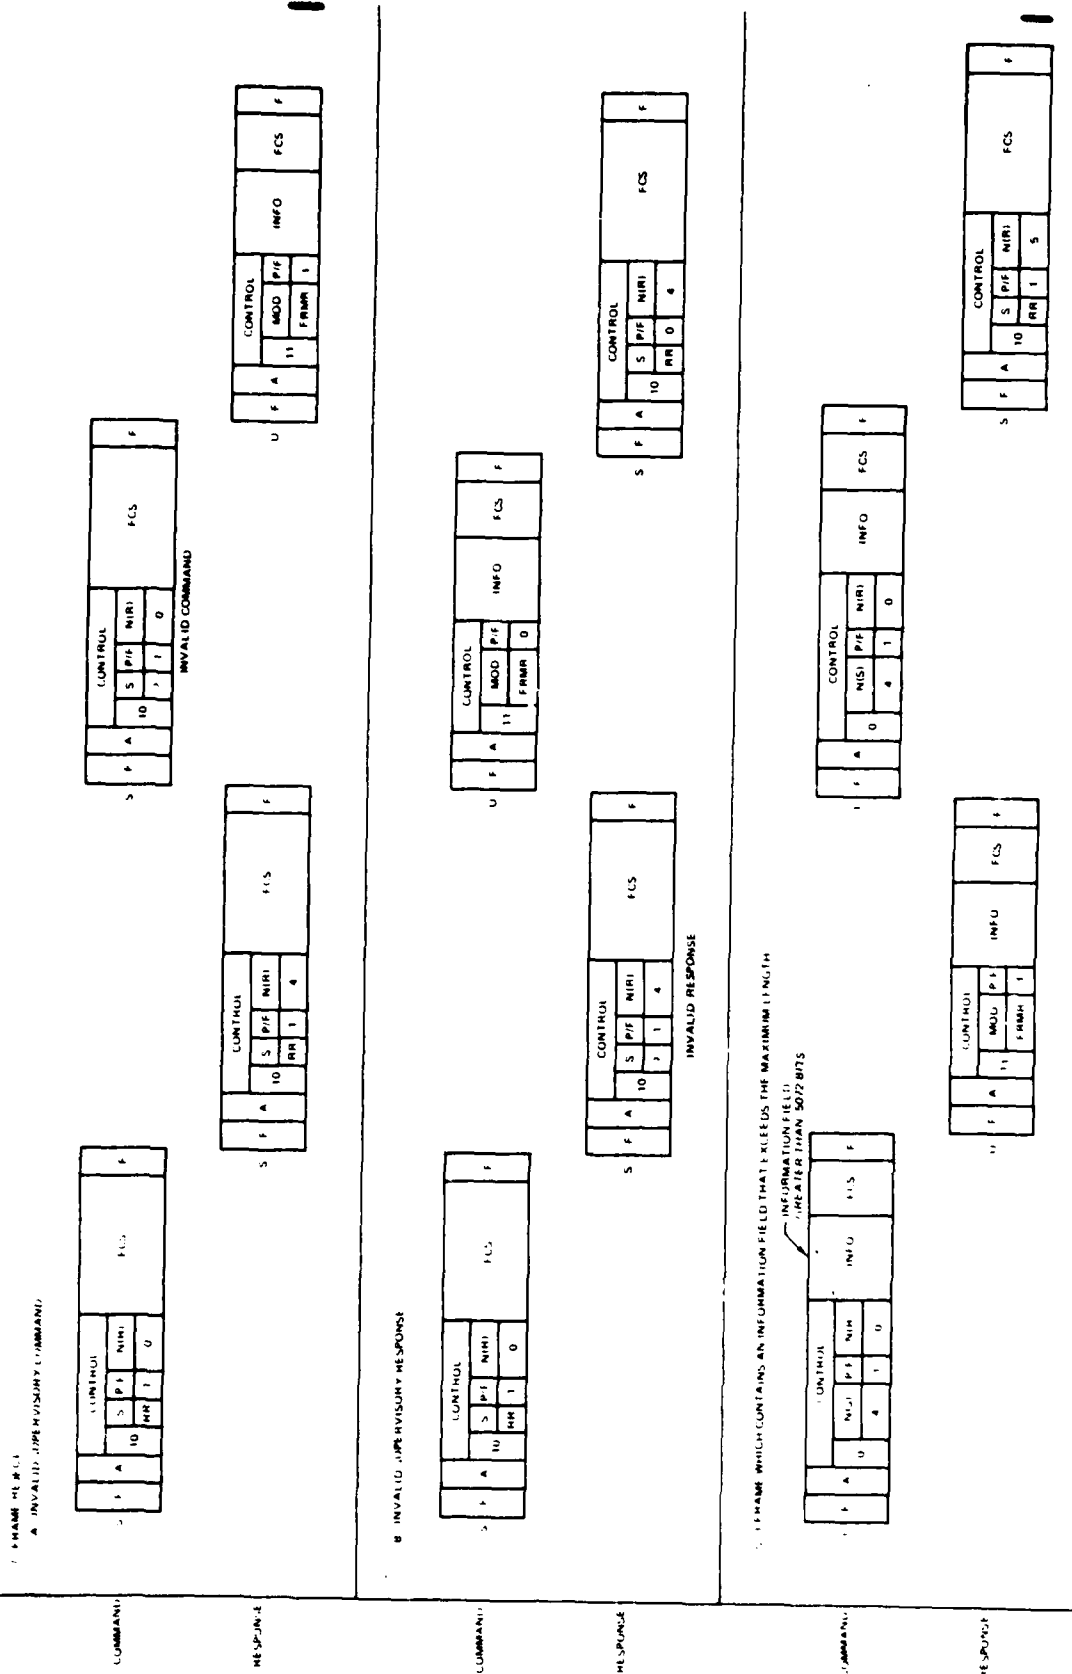 FRAME REJECT
A INVALID SUPERVISORY COMMAND
COMMAND
S
F A CONTROL FCS F
10 S P/F N(R)
RR 1 0
S
F A CONTROL FCS F
10 S P/F N(R)
? 1 0
INVALID COMMAND
RESPONSE
S
F A CONTROL FCS F
10 S P/F N(R)
RR 1 4
U
F A CONTROL INFO FCS F
11 MOD P/F
FRMR 1
B INVALID SUPERVISORY RESPONSE
COMMAND
S
F A CONTROL FCS F
10 S P/F N(R)
RR 1 0
U
F A CONTROL INFO FCS F
11 MOD P/F
FRMR 0
RESPONSE
S
F A CONTROL FCS F
10 S P/F N(R)
? 1 4
INVALID RESPONSE
S
F A CONTROL FCS F
10 S P/F N(R)
RR 0 4
FRAME WHICH CONTAINS AN INFORMATION FIELD THAT EXCEEDS THE MAXIMUM LENGTH
INFORMATION FIELD
GREATER THAN 5072 BITS
COMMAND
I
F A CONTROL INFO FCS F
0 N(S) P/F N(R)
4 1 0
I
F A CONTROL INFO FCS F
0 N(S) P/F N(R)
4 1 0
RESPONSE
U
F A CONTROL INFO FCS F
11 MOD P/F
FRMR 1
S
F A CONTROL FCS F
10 S P/F N(R)
RR 1 5